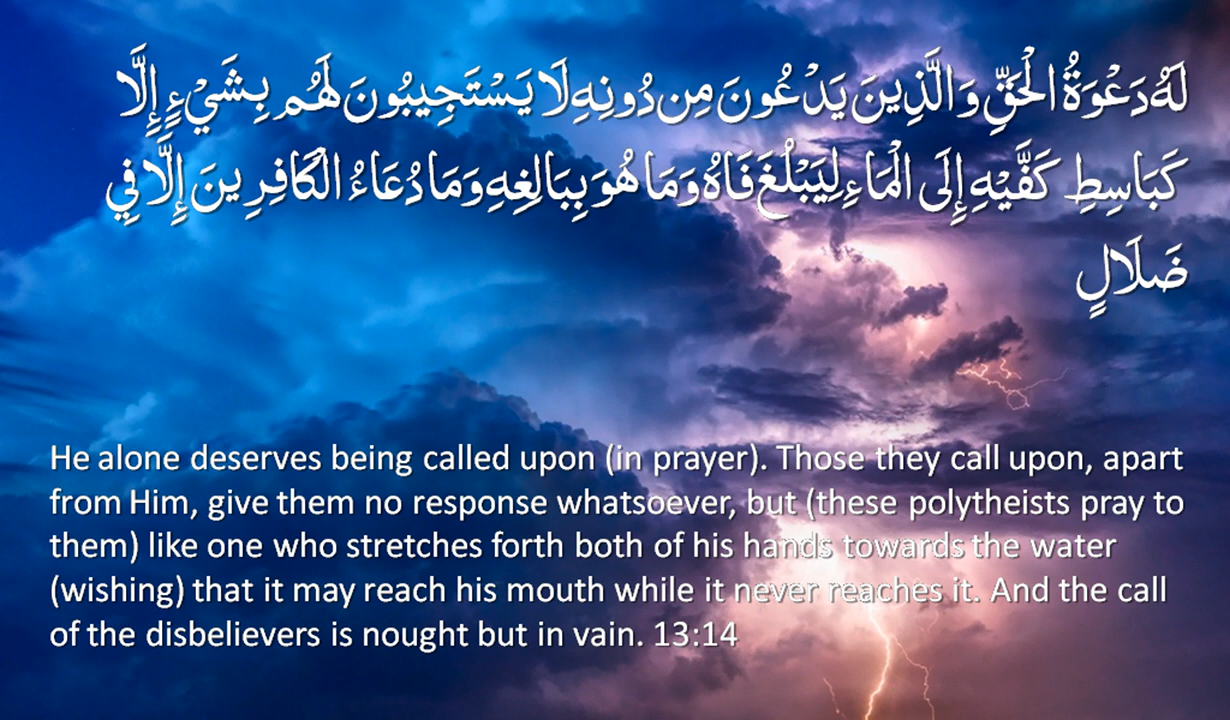 لَهُ دَعْوَةُ الْحَقِّ وَالَّذِينَ يَدْعُونَ مِن دُونِهِ لَا يَسْتَجِيبُونَ لَهُم بِشَيْءٍ إِلَّا
كَبَاسِطِ كَفَّيْهِ إِلَى الْمَاءِ لِيَبْلُغَ فَاهُ وَمَا هُوَ بِبَالِغِهِ وَمَا دُعَاءُ الْكَافِرِينَ إِلَّا فِي
ضَلَالٍ
He alone deserves being called upon (in prayer). Those they call upon, apart
from Him, give them no response whatsoever, but (these polytheists pray to
them) like one who stretches forth both of his hands towards the water
(wishing) that it may reach his mouth while it never reaches it. And the call
of the disbelievers is nought but in vain. 13:14